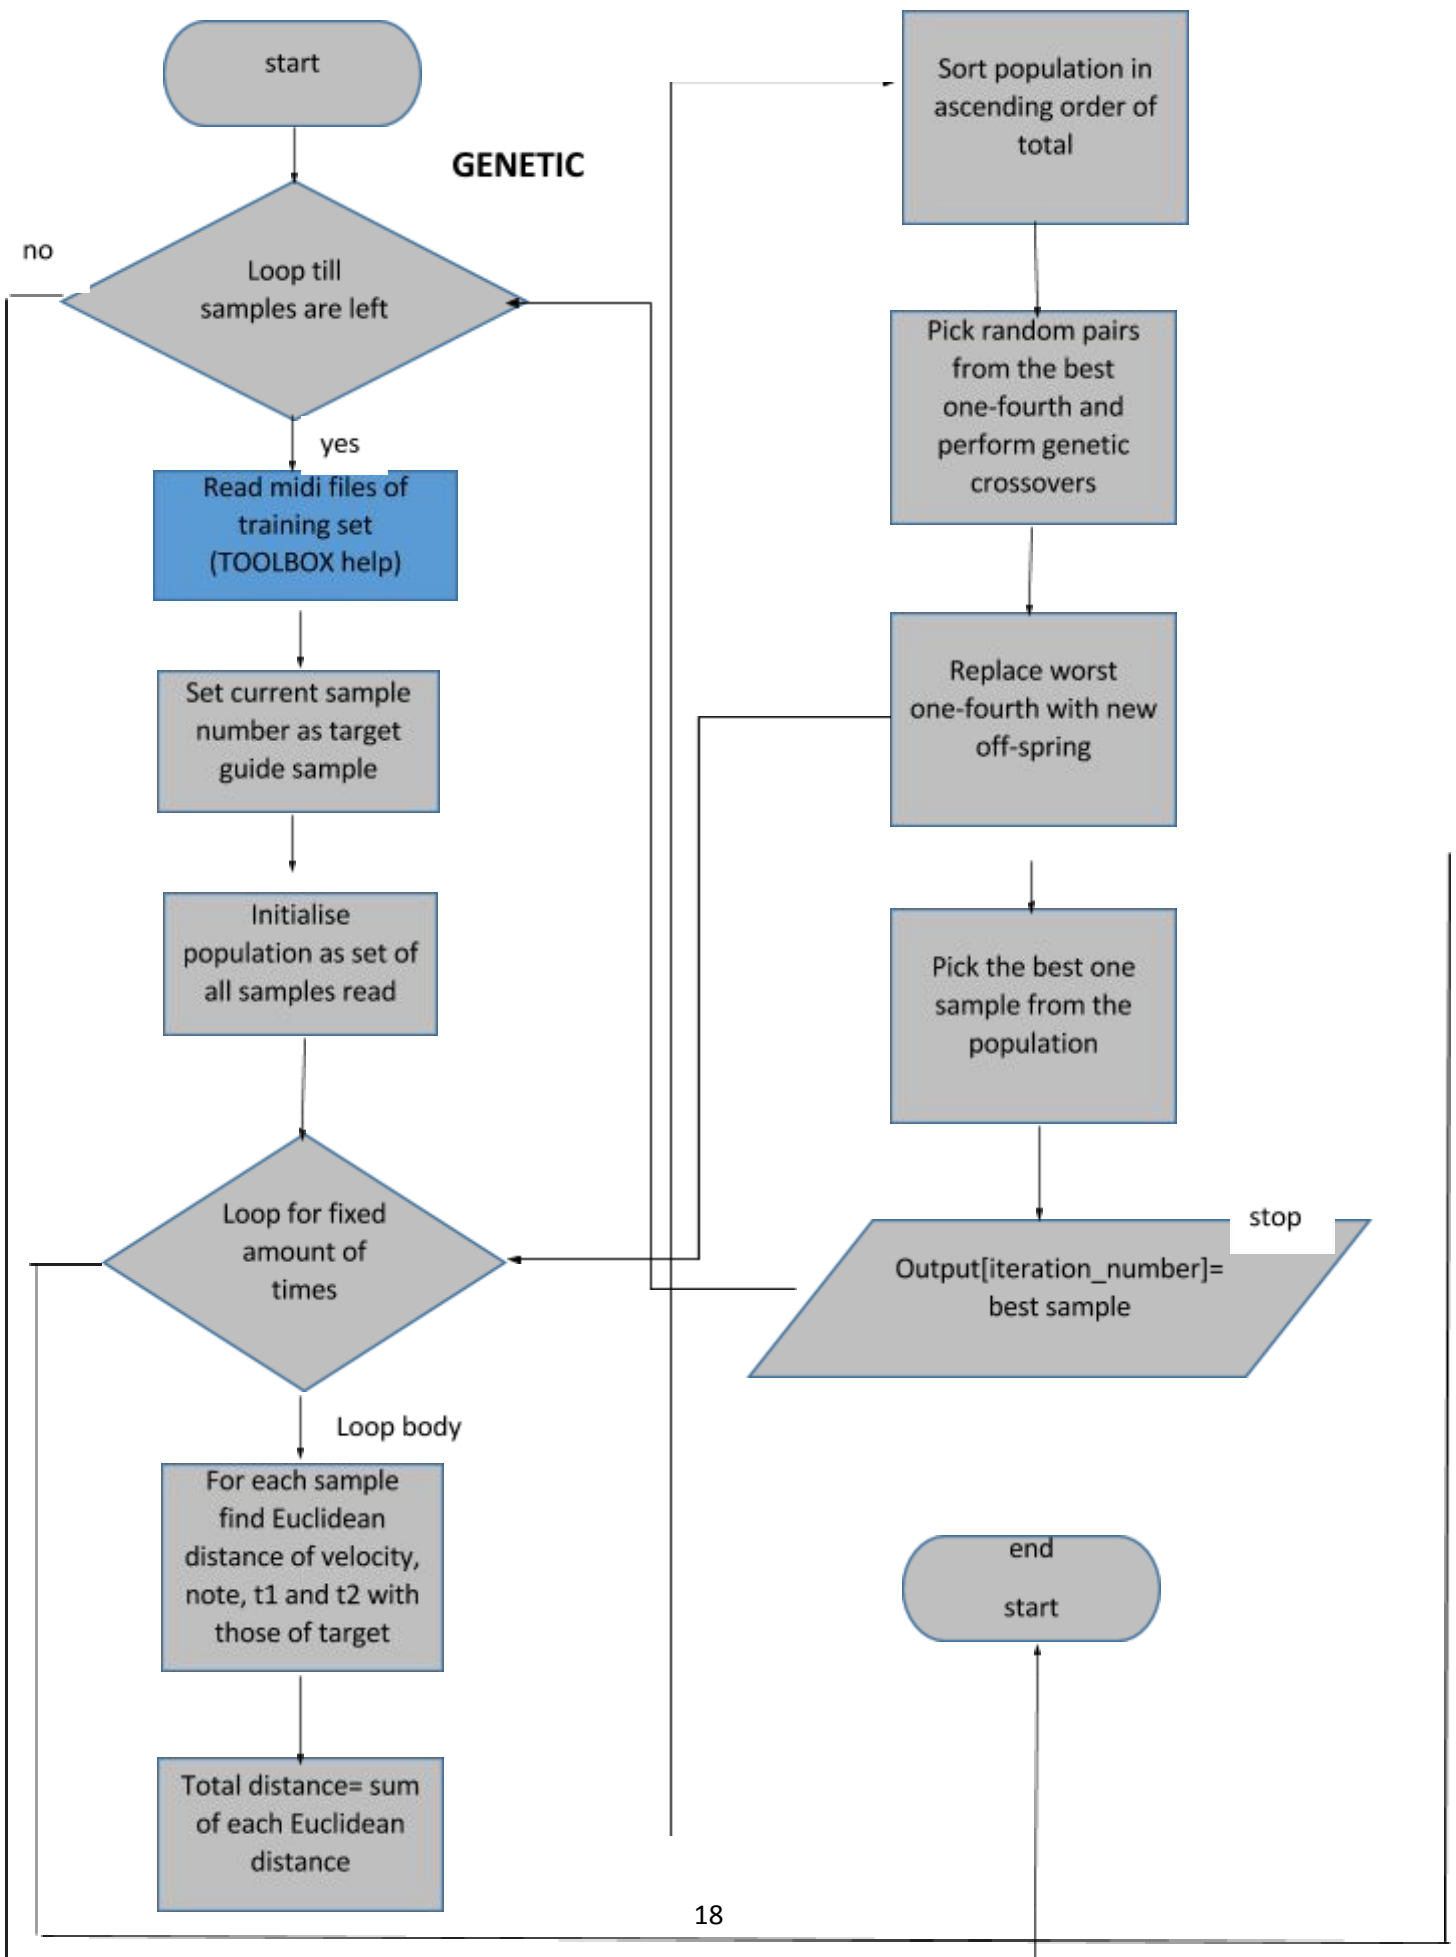 start
GENETIC
no
Loop till
samples are left
yes
Read midi files of
training set
(TOOLBOX help)
Set current sample
number as target
guide sample
Initialise
population as set of
all samples read
Loop for fixed
amount of
times
Loop body
For each sample
find Euclidean
distance of velocity,
note, t1 and t2 with
those of target
Total distance= sum
of each Euclidean
distance
Sort population in
ascending order of
total
Pick random pairs
from the best
one-fourth and
perform genetic
crossovers
Replace worst
one-fourth with new
off-spring
Pick the best one
sample from the
population
stop
Output[iteration_number]=
best sample
end
start
18